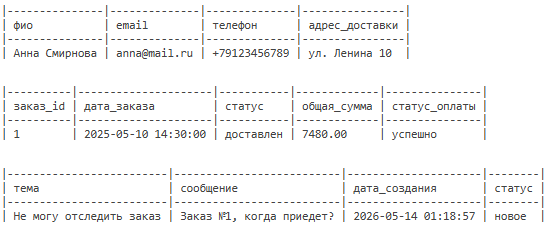 |---------------|--------------|--------------|----------------|
| фио | email | телефон | адрес_доставки |
|---------------|--------------|--------------|----------------|
| Анна Смирнова | anna@mail.ru | +79123456789 | ул. Ленина 10 |
|----------|---------------------|-----------|-------------|---------------|
| заказ_id | дата_заказа | статус | общая_сумма | статус_оплаты |
|----------|---------------------|-----------|-------------|---------------|
| 1 | 2025-05-10 14:30:00 | доставлен | 7480.00 | успешно |
|-------------------------|--------------------------|---------------------|--------|
| тема | сообщение | дата_создания | статус |
|-------------------------|--------------------------|---------------------|--------|
| Не могу отследить заказ | Заказ №1, когда приедет? | 2026-05-14 01:18:57 | новое |